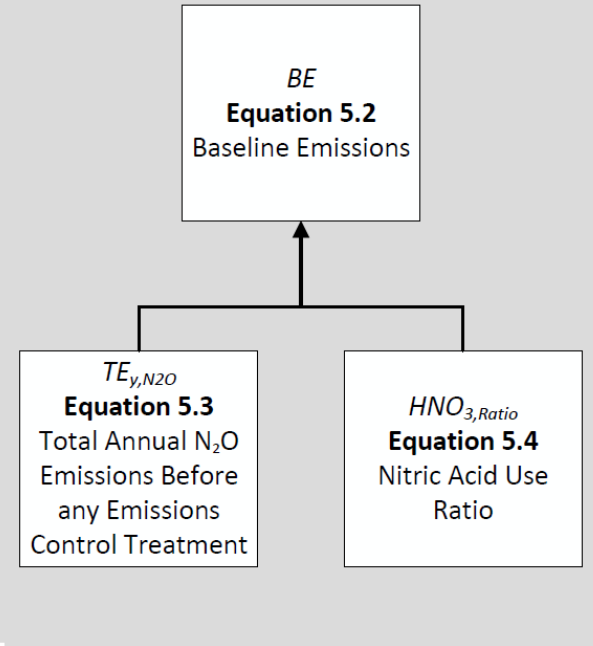 BE
Equation 5.2
Baseline Emissions
TEy,N2O
Equation 5.3
Total Annual N₂O
Emissions Before
any Emissions
Control Treatment
HNO3,Ratio
Equation 5.4
Nitric Acid Use
Ratio